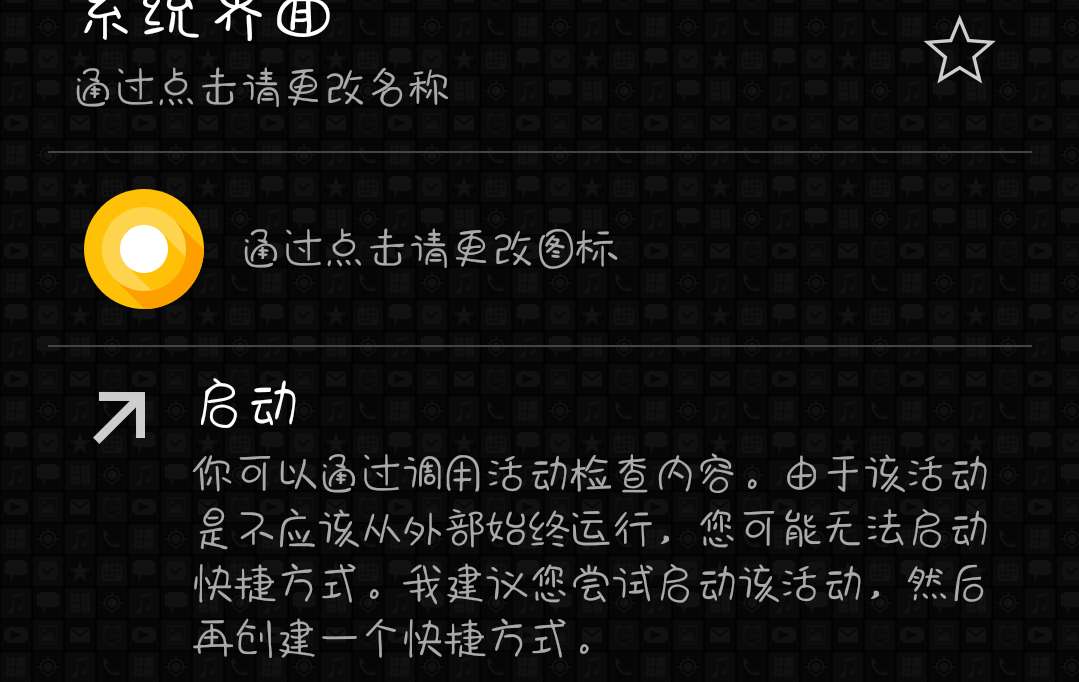 系统界面
通过点击请更改名称
通过点击请更改图标
启动
你可以通过调用活动检查内容。由于该活动
是不应该从外部始终运行，您可能无法启动
快捷方式。我建议您尝试启动该活动，然后
再创建一个快捷方式。